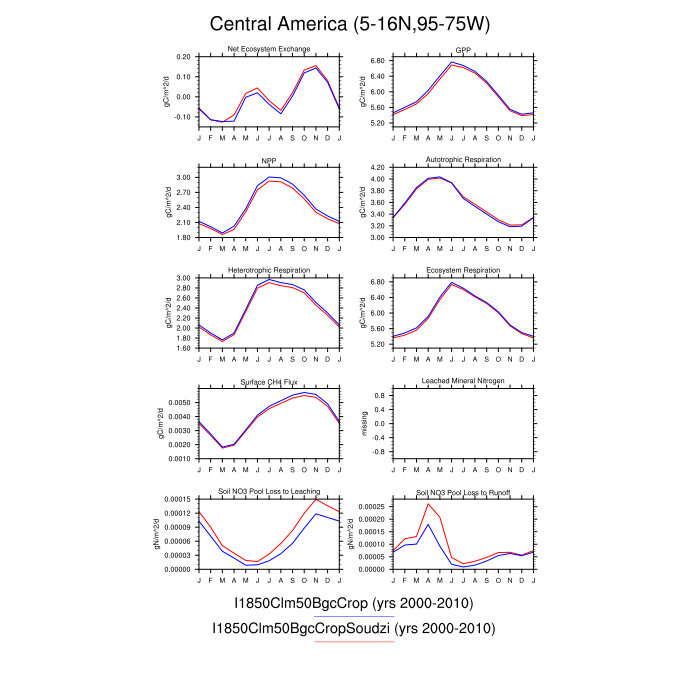 Central America (5-16N,95-75W)
Net Ecosystem Exchange
gC/m^2/d
0.20
0.10
0.00
-0.10
J F M A M J J A S O N D J
GPP
gC/m^2/d
6.80
6.40
6.00
5.60
5.20
J F M A M J J A S O N D J
NPP
gC/m^2/d
3.00
2.70
2.40
2.10
1.80
J F M A M J J A S O N D J
Autotrophic Respiration
gC/m^2/d
4.20
4.00
3.80
3.60
3.40
3.20
3.00
J F M A M J J A S O N D J
Heterotrophic Respiration
gC/m^2/d
3.00
2.80
2.60
2.40
2.20
2.00
1.80
1.60
J F M A M J J A S O N D J
Ecosystem Respiration
gC/m^2/d
6.80
6.40
6.00
5.60
5.20
J F M A M J J A S O N D J
Surface CH4 Flux
gC/m^2/d
0.0050
0.0040
0.0030
0.0020
0.0010
J F M A M J J A S O N D J
Leached Mineral Nitrogen
missing
0.8
0.4
0.0
-0.4
-0.8
J F M A M J J A S O N D J
Soil NO3 Pool Loss to Leaching
gN/m^2/d
0.00015
0.00012
0.00009
0.00006
0.00003
0.00000
J F M A M J J A S O N D J
Soil NO3 Pool Loss to Runoff
gN/m^2/d
0.00025
0.00020
0.00015
0.00010
0.00005
0.00000
J F M A M J J A S O N D J
I1850Clm50BgcCrop (yrs 2000-2010)
I1850Clm50BgcCropSoudzi (yrs 2000-2010)